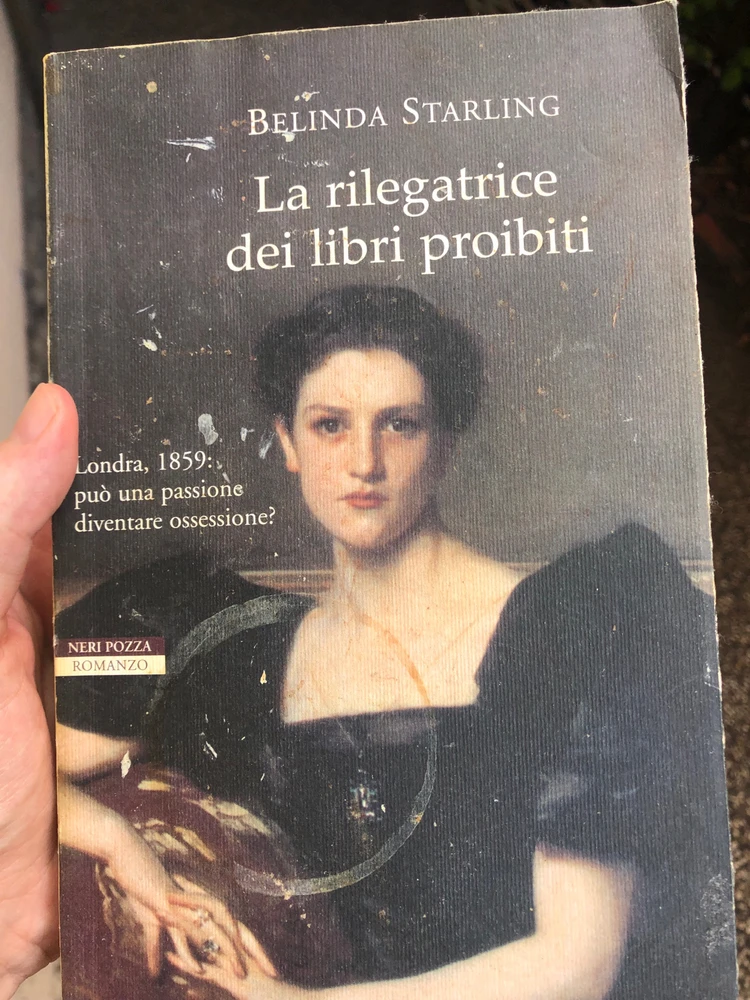 BELINDA STARLING
La rilegatrice
dei libri proibiti
Londra, 1859:
può una passione
diventare ossessione?
NERI POZZA
ROMANZO